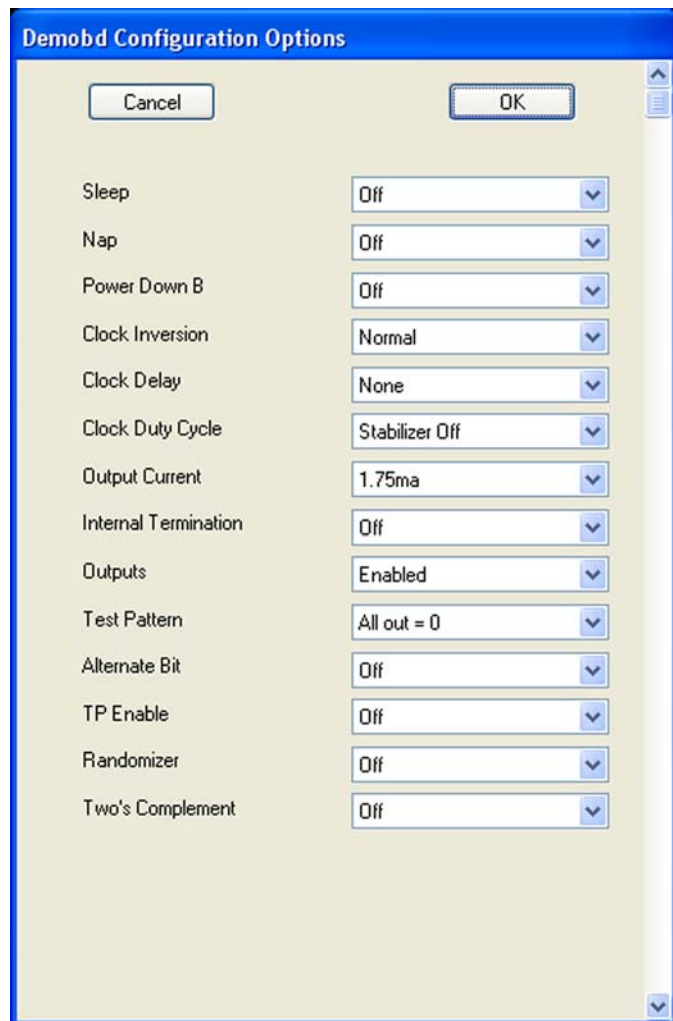 Demobd Configuration Options
Cancel OK
Sleep Off
Nap Off
Power Down B Off
Clock Inversion Normal
Clock Delay None
Clock Duty Cycle Stabilizer Off
Output Current 1.75ma
Internal Termination Off
Outputs Enabled
Test Pattern All out = 0
Alternate Bit Off
TP Enable Off
Randomizer Off
Two's Complement Off